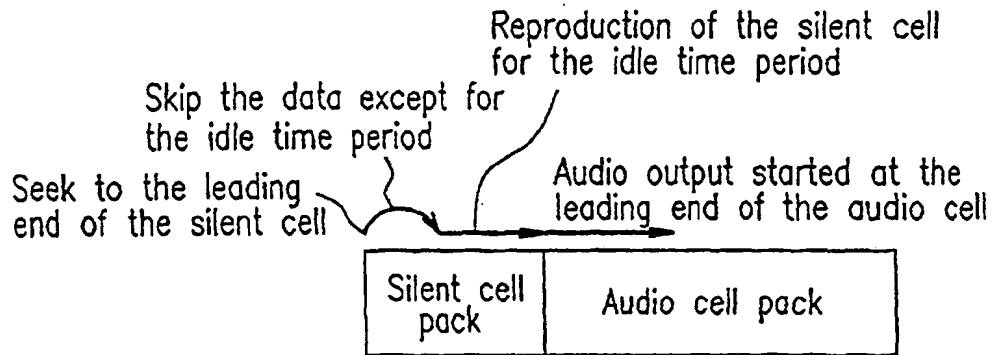 Reproduction of the silent cell
for the idle time period
Skip the data except for
the idle time period
Seek to the leading
end of the silent cell
Audio output started at the
leading end of the audio cell
Silent cell
pack
Audio cell pack